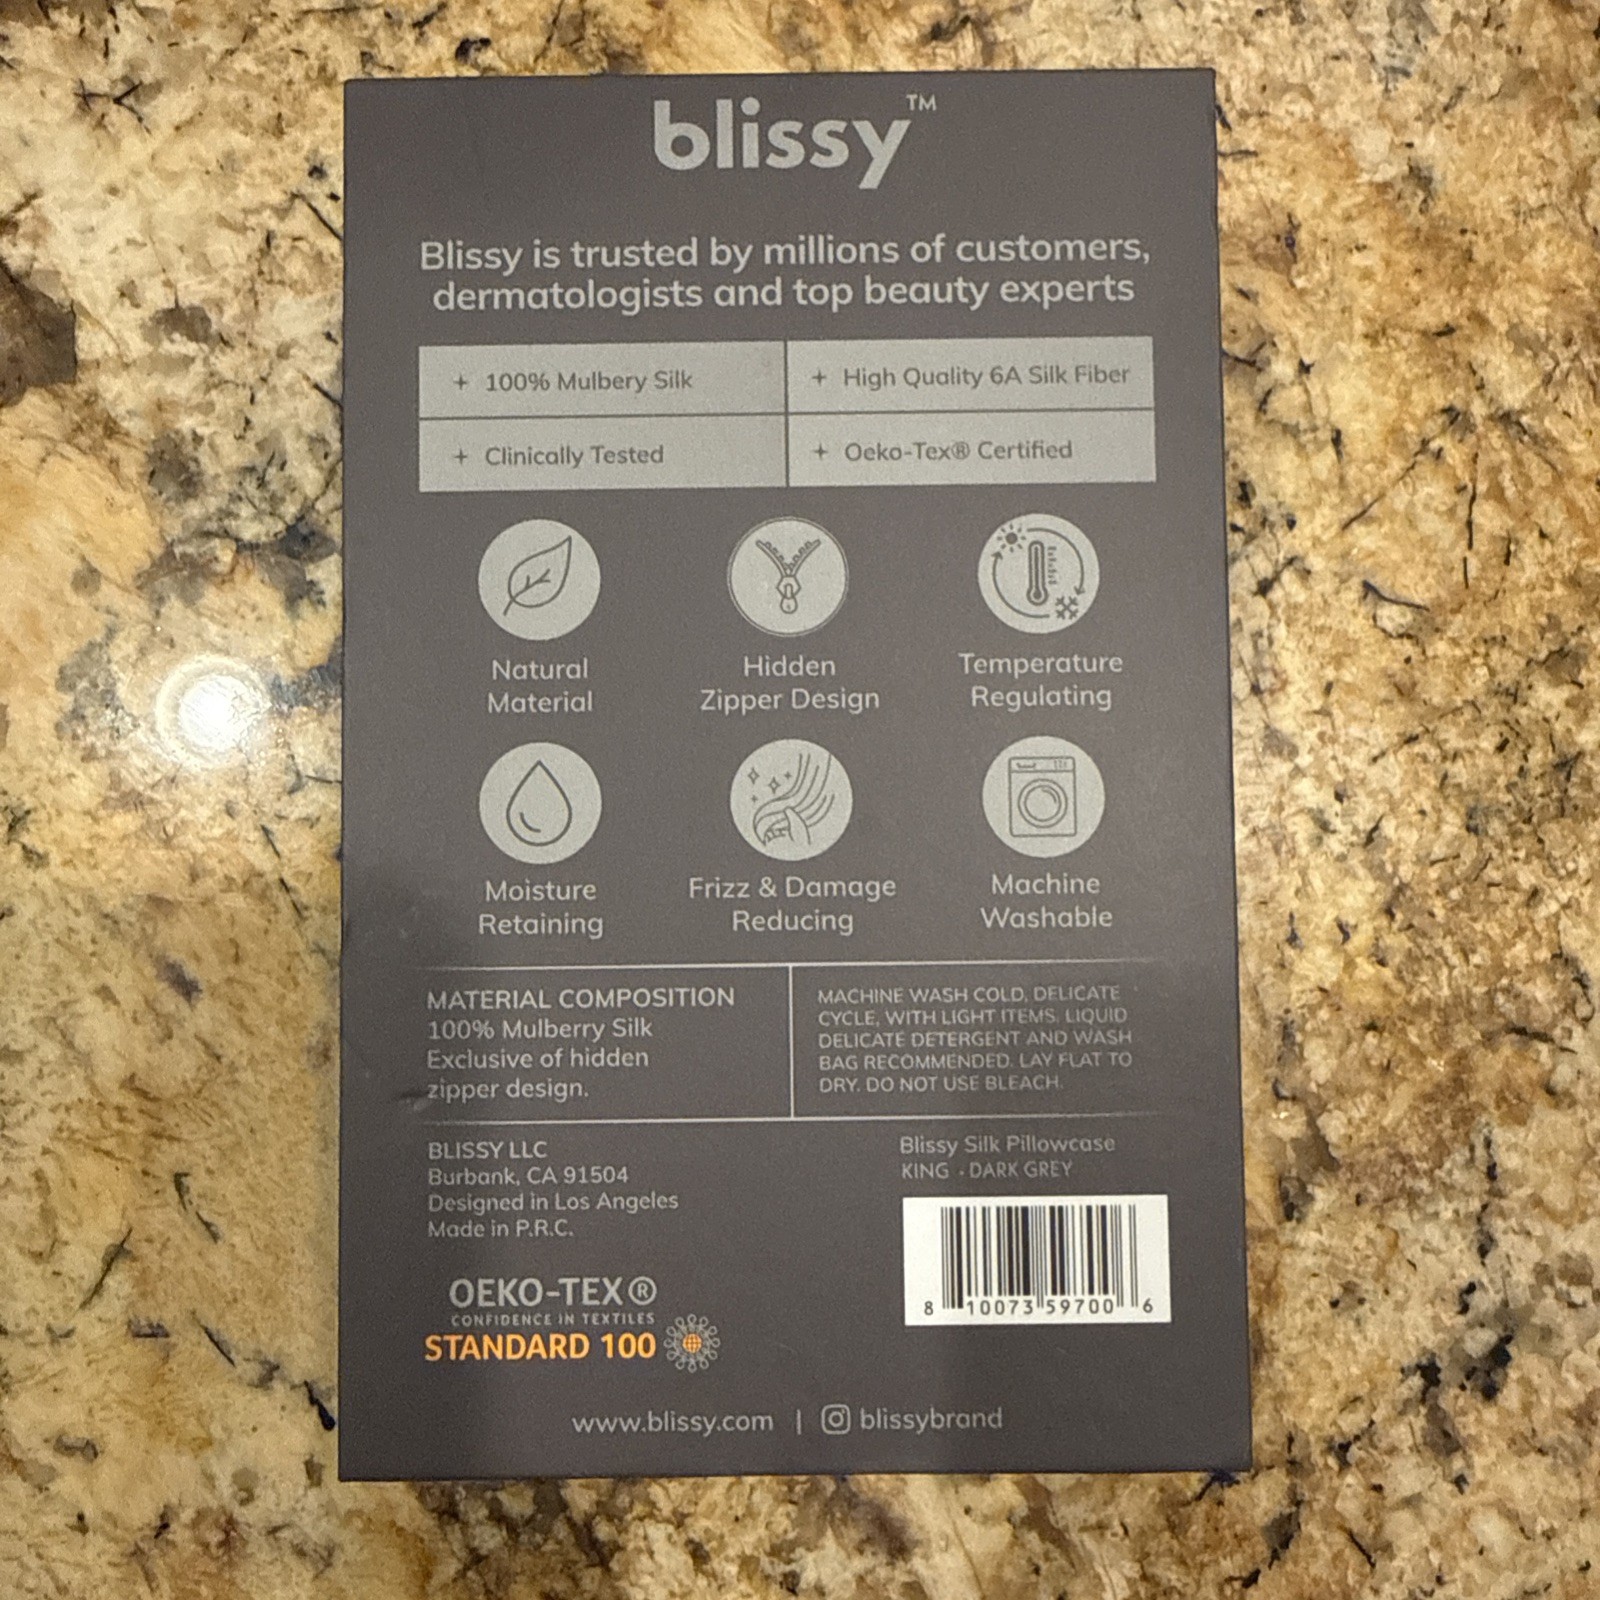 blissy™
Blissy is trusted by millions of customers,
dermatologists and top beauty experts
+ 100% Mulbery Silk
+ High Quality 6A Silk Fiber
+ Clinically Tested
+ Oeko-Tex® Certified
Natural
Material
Hidden
Zipper Design
Temperature
Regulating
Moisture
Retaining
Frizz & Damage
Reducing
Machine
Washable
MATERIAL COMPOSITION
100% Mulberry Silk
Exclusive of hidden
zipper design.
MACHINE WASH COLD, DELICATE
CYCLE, WITH LIGHT ITEMS. LIQUID
DELICATE DETERGENT AND WASH
BAG RECOMMENDED. LAY FLAT TO
DRY. DO NOT USE BLEACH.
BLISSY LLC
Burbank, CA 91504
Designed in Los Angeles
Made in P.R.C.
Blissy Silk Pillowcase
KING - DARK GREY
8 10073 59700 6
OEKO-TEX®
CONFIDENCE IN TEXTILES
STANDARD 100
www.blissy.com | blissybrand